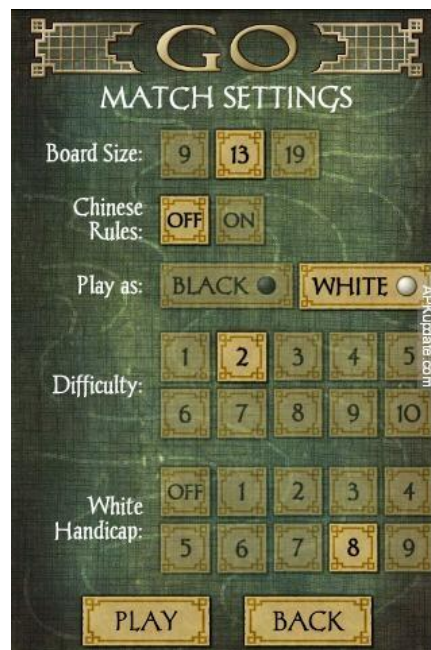 GO
MATCH SETTINGS
Board Size: 9 13 19
Chinese
Rules: OFF ON
Play as: BLACK WHITE
Difficulty:
1 2 3 4 5
6 7 8 9 10
White
Handicap:
OFF 1 2 3 4
5 6 7 8 9
PLAY BACK
APKUpdate.com